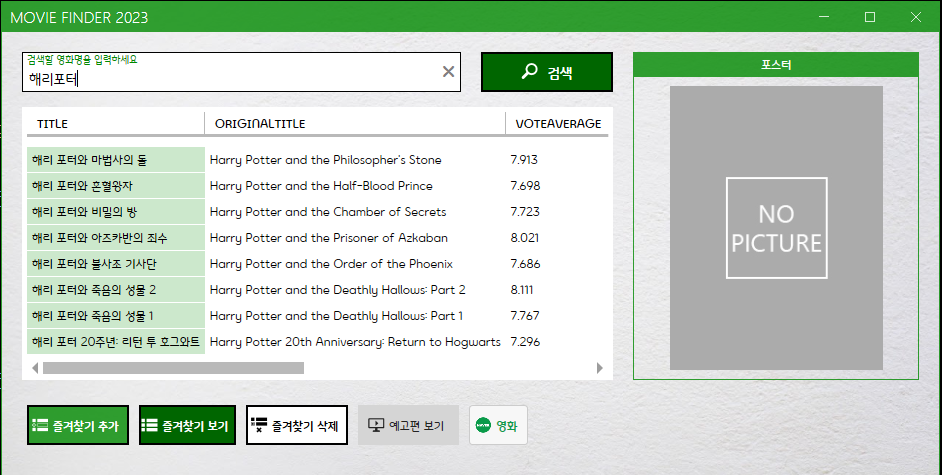 MOVIE FINDER 2023
검색할 영화명을 입력하세요
해리포터
검색
포스터
TITLE ORIGINALTITLE VOTEAVERAGE
해리 포터와 마법사의 돌 Harry Potter and the Philosopher's Stone 7.913
해리 포터와 혼혈왕자 Harry Potter and the Half-Blood Prince 7.698
해리 포터와 비밀의 방 Harry Potter and the Chamber of Secrets 7.723
해리 포터와 아즈카반의 죄수 Harry Potter and the Prisoner of Azkaban 8.021
해리 포터와 불사조 기사단 Harry Potter and the Order of the Phoenix 7.686
해리 포터와 죽음의 성물 2 Harry Potter and the Deathly Hallows: Part 2 8.111
해리 포터와 죽음의 성물 1 Harry Potter and the Deathly Hallows: Part 1 7.767
해리 포터 20주년: 리턴 투 호그와트 Harry Potter 20th Anniversary: Return to Hogwarts 7.296
NO
PICTURE
즐겨찾기 추가
즐겨찾기 보기
즐겨찾기 삭제
예고편 보기
NAVER 영화